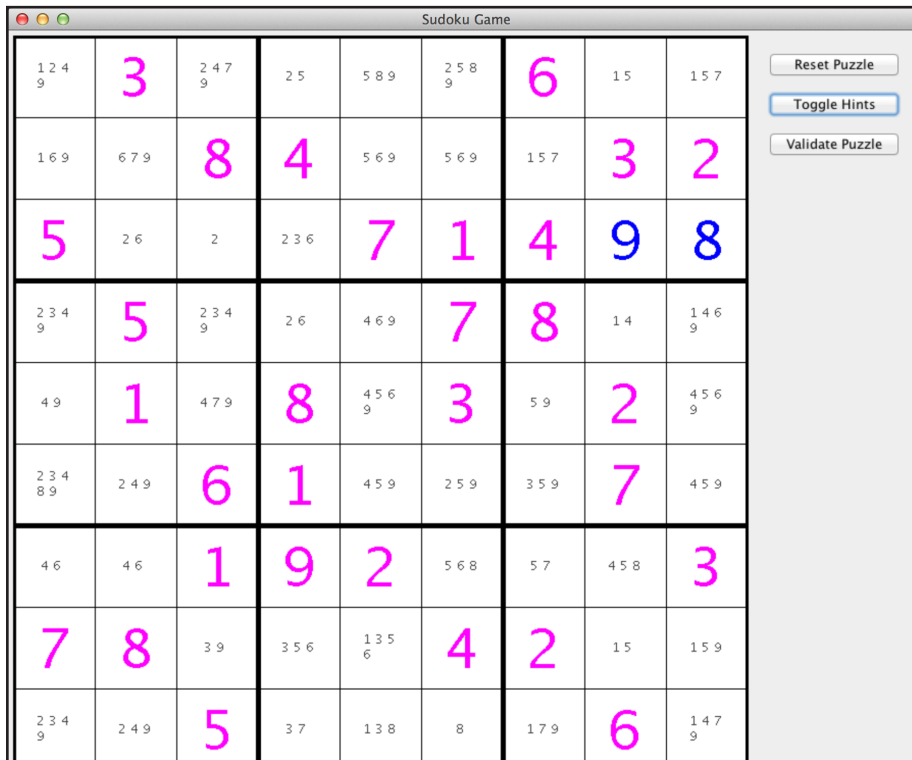 Sudoku Game
1 2 4 9 3 2 4 7 9 2 5 5 8 9 2 5 8 9 6 1 5 1 5 7
1 6 9 6 7 9 8 4 5 6 9 5 6 9 1 5 7 3 2
5 2 6 2 2 3 6 7 1 4 9 8
2 3 4 9 5 2 3 4 9 2 6 4 6 9 7 8 1 4 1 4 6 9
4 9 1 4 7 9 8 4 5 6 9 3 5 9 2 4 5 6 9
2 3 4 8 9 2 4 9 6 1 4 5 9 2 5 9 3 5 9 7 4 5 9
4 6 4 6 1 9 2 5 6 8 5 7 4 5 8 3
7 8 3 9 3 5 6 1 3 5 6 4 2 1 5 1 5 9
2 3 4 9 2 4 9 5 3 7 1 3 8 8 1 7 9 6 1 4 7 9
Reset Puzzle
Toggle Hints
Validate Puzzle